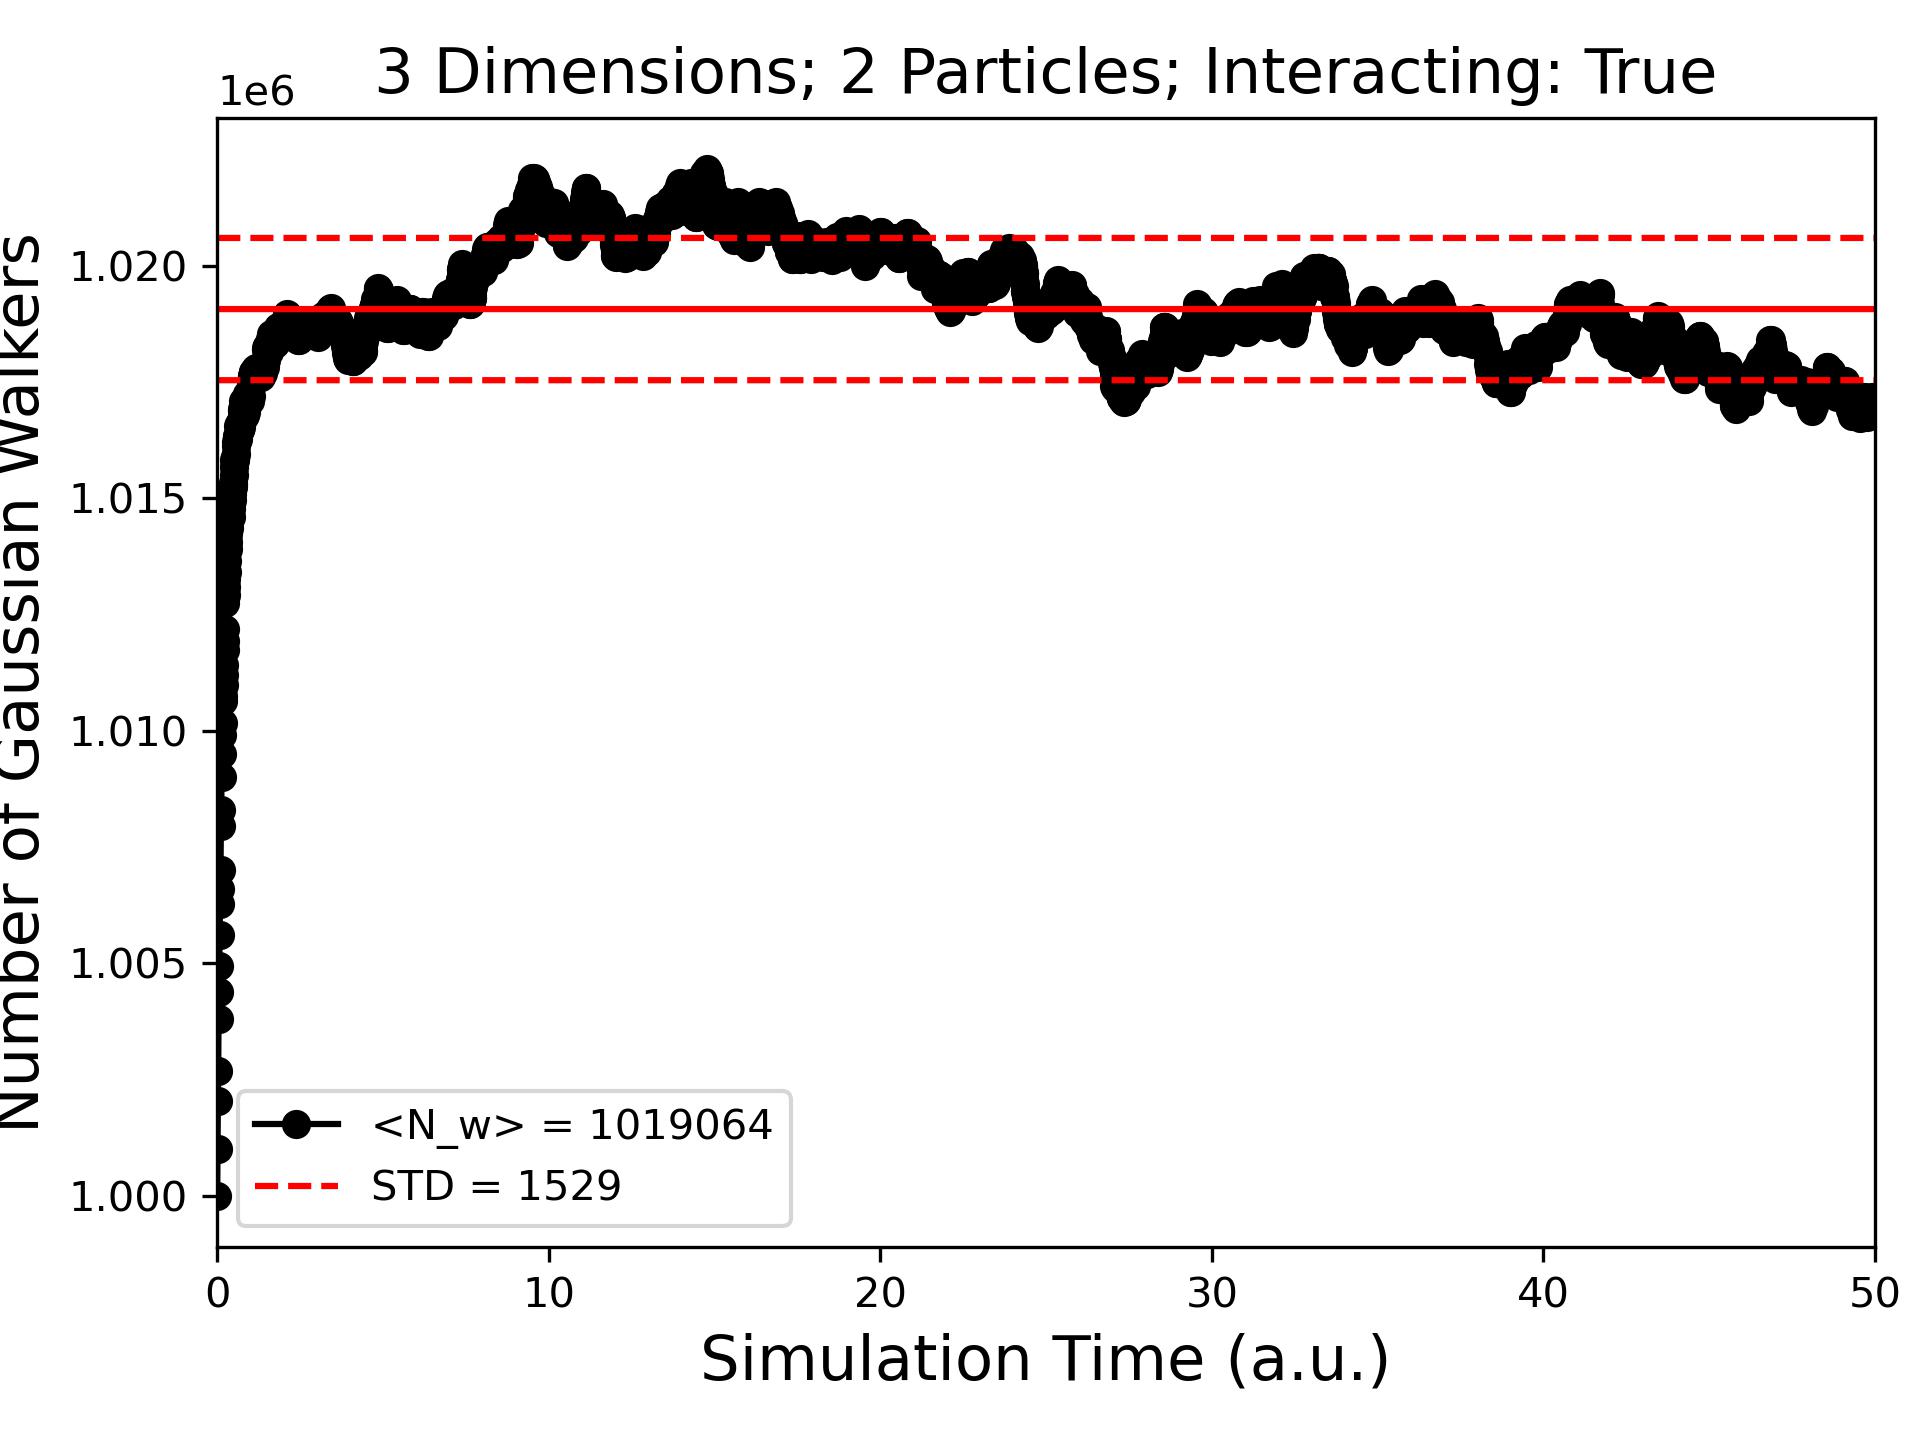 3 Dimensions; 2 Particles; Interacting: True
1e6
Number of Gaussian Walkers
1.020
1.015
1.010
1.005
1.000
<N_w> = 1019064
STD = 1529
0 10 20 30 40 50
Simulation Time (a.u.)